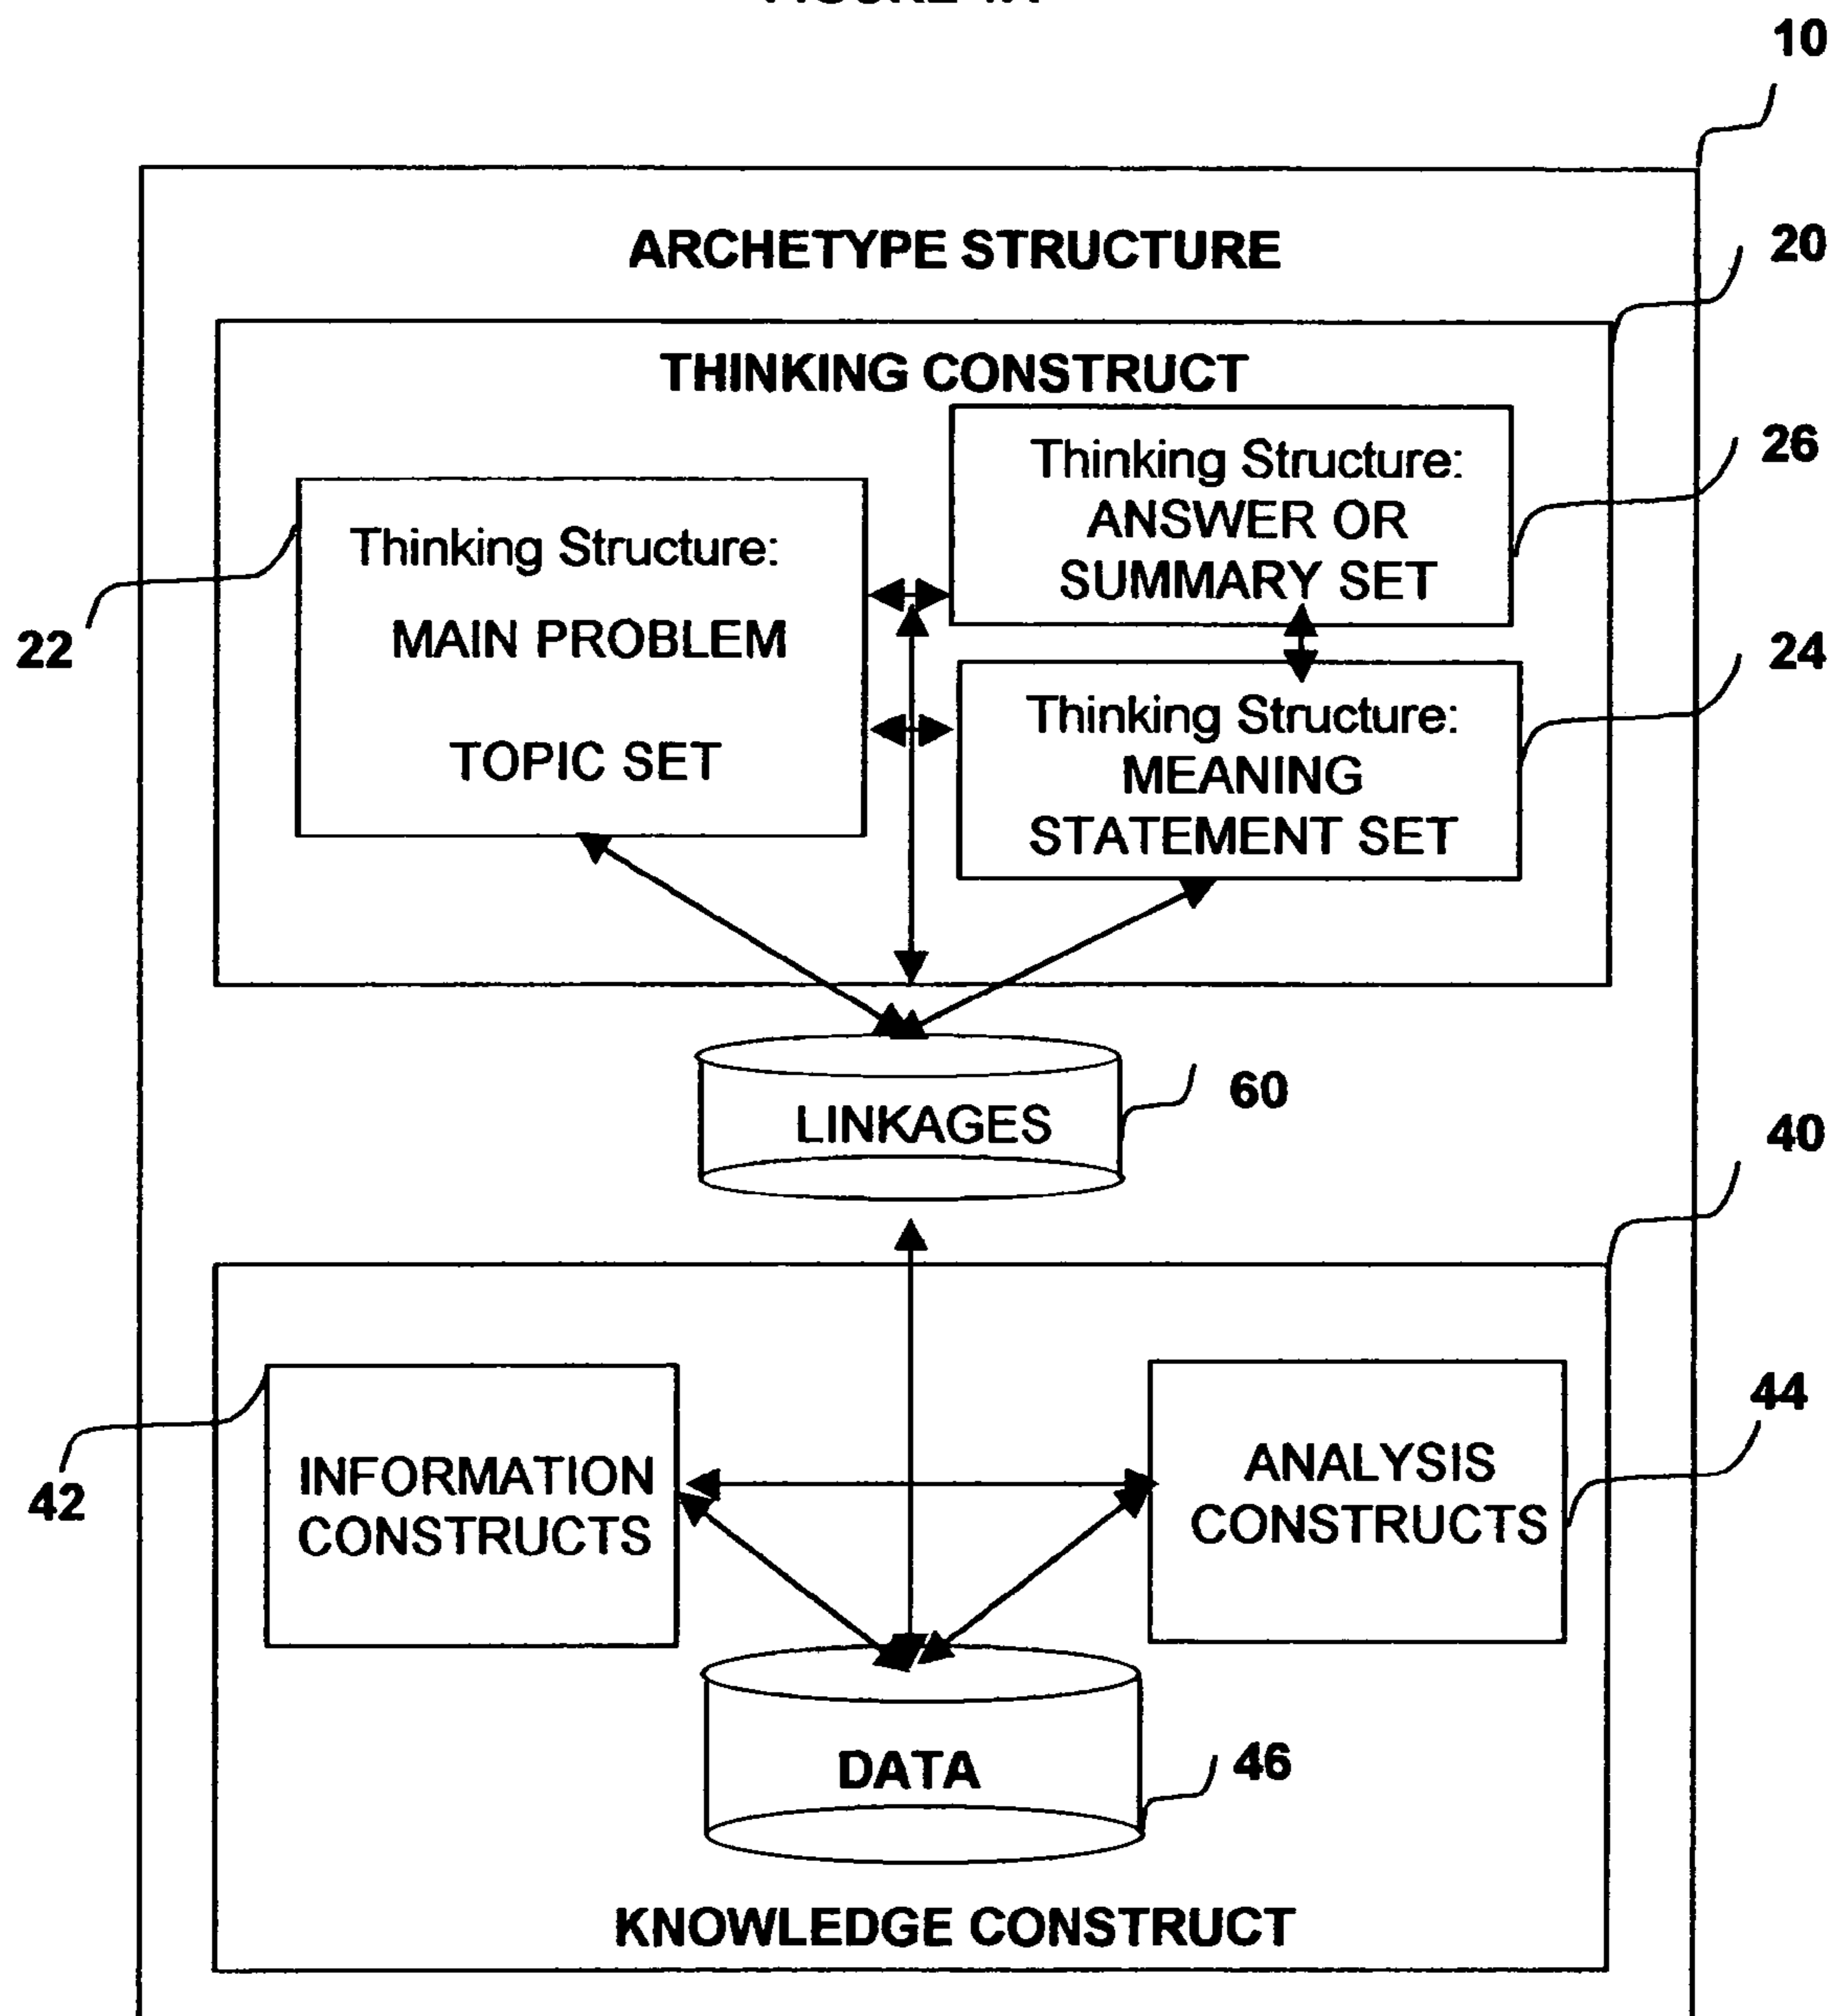 10
ARCHETYPE STRUCTURE
20
THINKING CONSTRUCT
Thinking Structure:
ANSWER OR
SUMMARY SET
26
Thinking Structure:
MAIN PROBLEM
TOPIC SET
22
Thinking Structure:
MEANING
STATEMENT SET
24
LINKAGES
60
40
INFORMATION
CONSTRUCTS
42
ANALYSIS
CONSTRUCTS
44
DATA
46
KNOWLEDGE CONSTRUCT